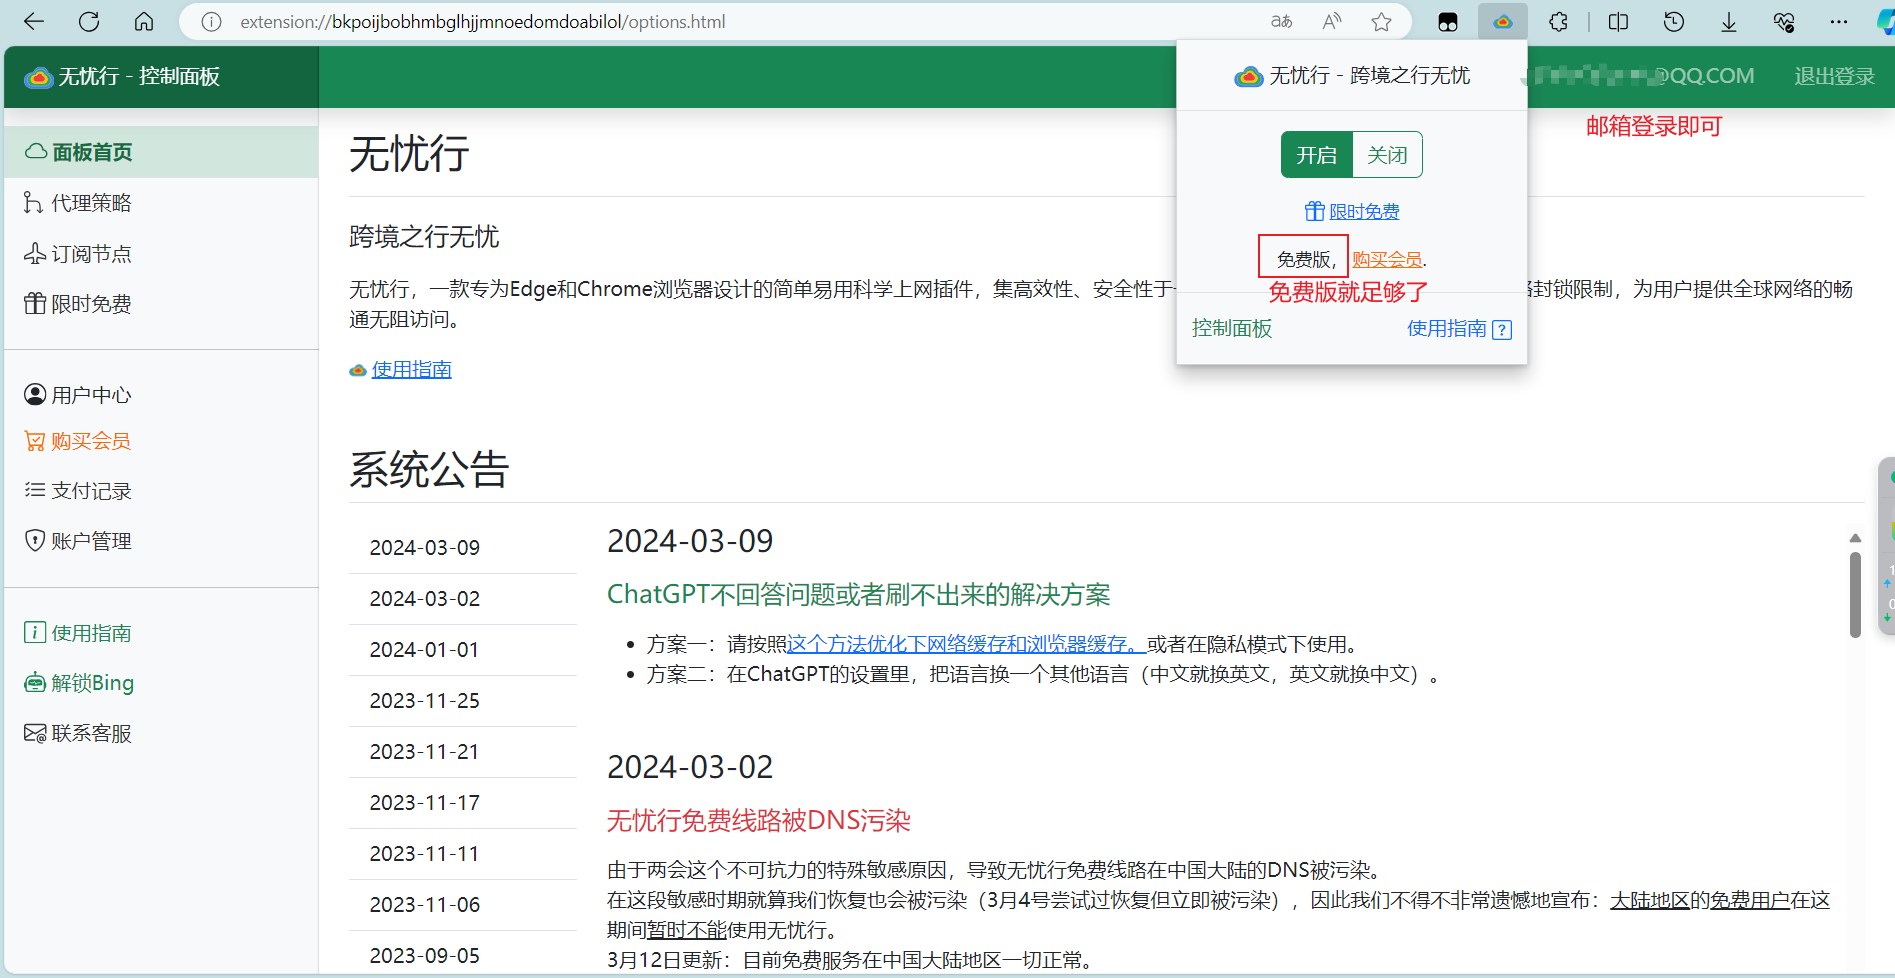 extension://bkpoijbobhmbglhjjmnoedomdoabilol/options.html
无忧行 - 控制面板
无忧行 - 跨境之行无忧
@QQ.COM
退出登录
邮箱登录即可
面板首页
代理策略
订阅节点
限时免费
用户中心
购买会员
支付记录
账户管理
使用指南
解锁Bing
联系客服
开启
关闭
限时免费
免费版，
购买会员.
免费版就足够了
控制面板
使用指南
无忧行
跨境之行无忧
无忧行，一款专为Edge和Chrome浏览器设计的简单易用科学上网插件，集高效性、安全性于
封锁限制，为用户提供全球网络的畅
通无阻访问。
使用指南
系统公告
2024-03-09
2024-03-02
2024-01-01
2023-11-25
2023-11-21
2023-11-17
2023-11-11
2023-11-06
2023-09-05
2024-03-09
ChatGPT不回答问题或者刷不出来的解决方案
方案一：请按照这个方法优化下网络缓存和浏览器缓存。或者在隐私模式下使用。
方案二：在ChatGPT的设置里，把语言换一个其他语言（中文就换英文，英文就换中文）。
2024-03-02
无忧行免费线路被DNS污染
由于两会这个不可抗力的特殊敏感原因，导致无忧行免费线路在中国大陆的DNS被污染。
在这段敏感时期就算我们恢复也会被污染（3月4号尝试过恢复但立即被污染），因此我们不得不非常遗憾地宣布：大陆地区的免费用户在这
期间暂时不能使用无忧行。
3月12日更新：目前免费服务在中国大陆地区一切正常。